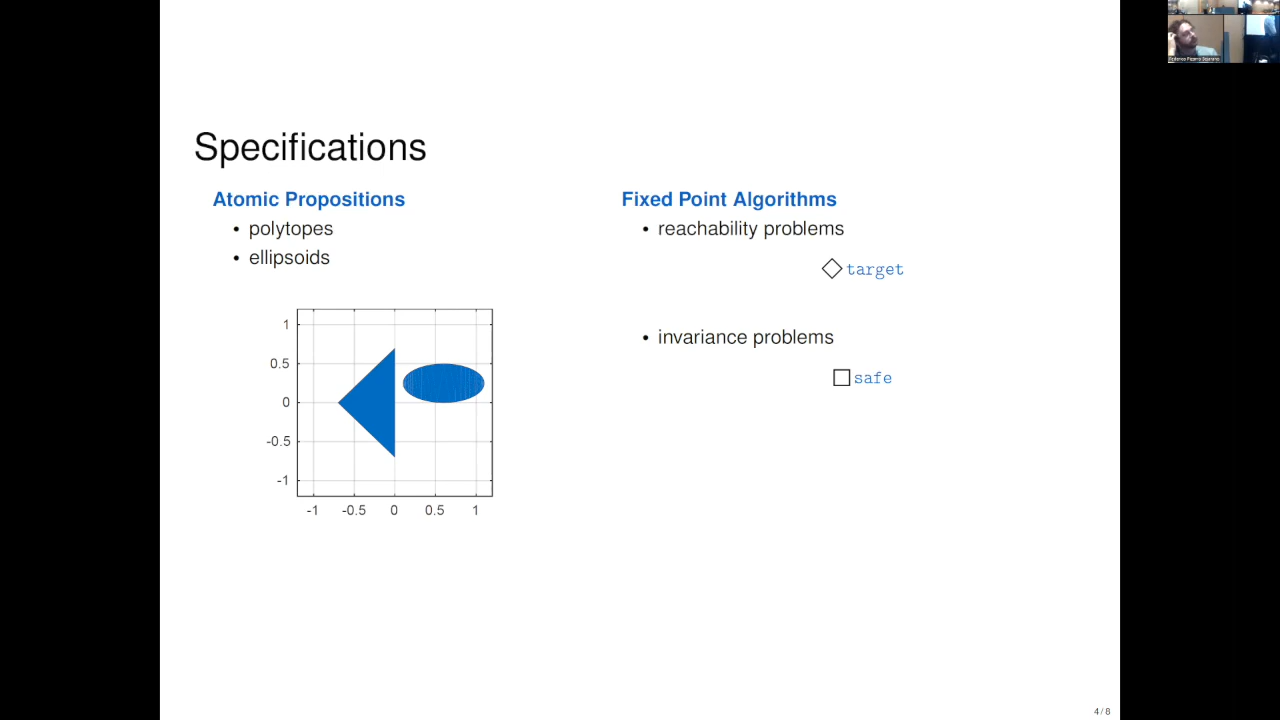 Specifications
Atomic Propositions
• polytopes
• ellipsoids
1
0.5
0
-0.5
-1
-1 -0.5 0 0.5 1
Fixed Point Algorithms
• reachability problems
◇ target
• invariance problems
□ safe
4 / 8